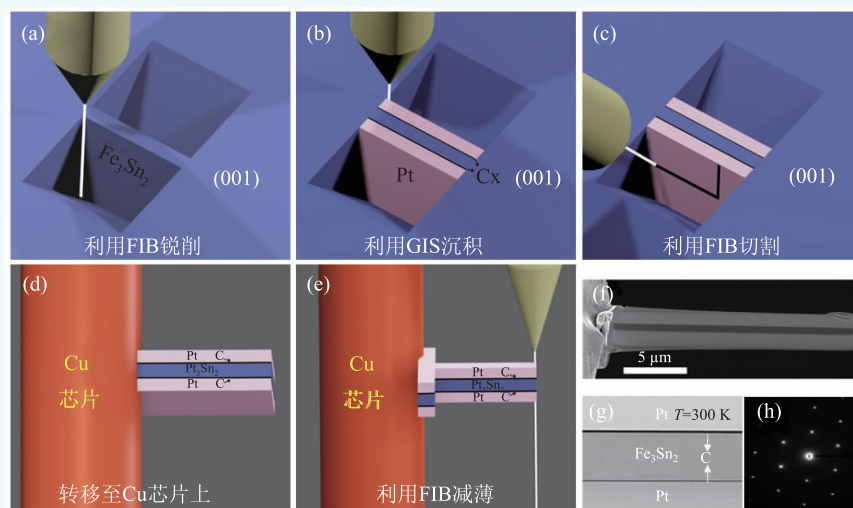 (a)
Fe₃Sn₂
(001)
利用FIB锐削
(b)
Pt
Cx
(001)
利用GIS沉积
(c)
(001)
利用FIB切割
(d)
Cu
芯片
Pt C
Pt₃Sn₂
Pt C
转移至Cu芯片上
(e)
Cu
芯片
Pt C
Pt₃Sn₂
Pt C
利用FIB减薄
(f)
5 μm
(g)
Pt T=300 K
Fe₃Sn₂
C
Pt
(h)